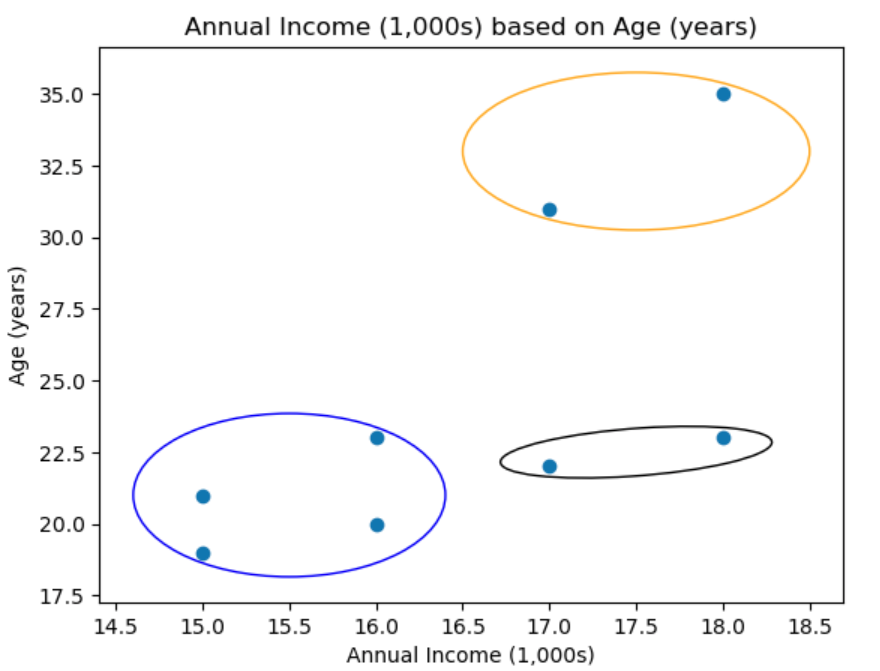 Annual Income (1,000s) based on Age (years)
35.0
32.5
30.0
27.5
25.0
22.5
20.0
17.5
Age (years)
14.5 15.0 15.5 16.0 16.5 17.0 17.5 18.0 18.5
Annual Income (1,000s)